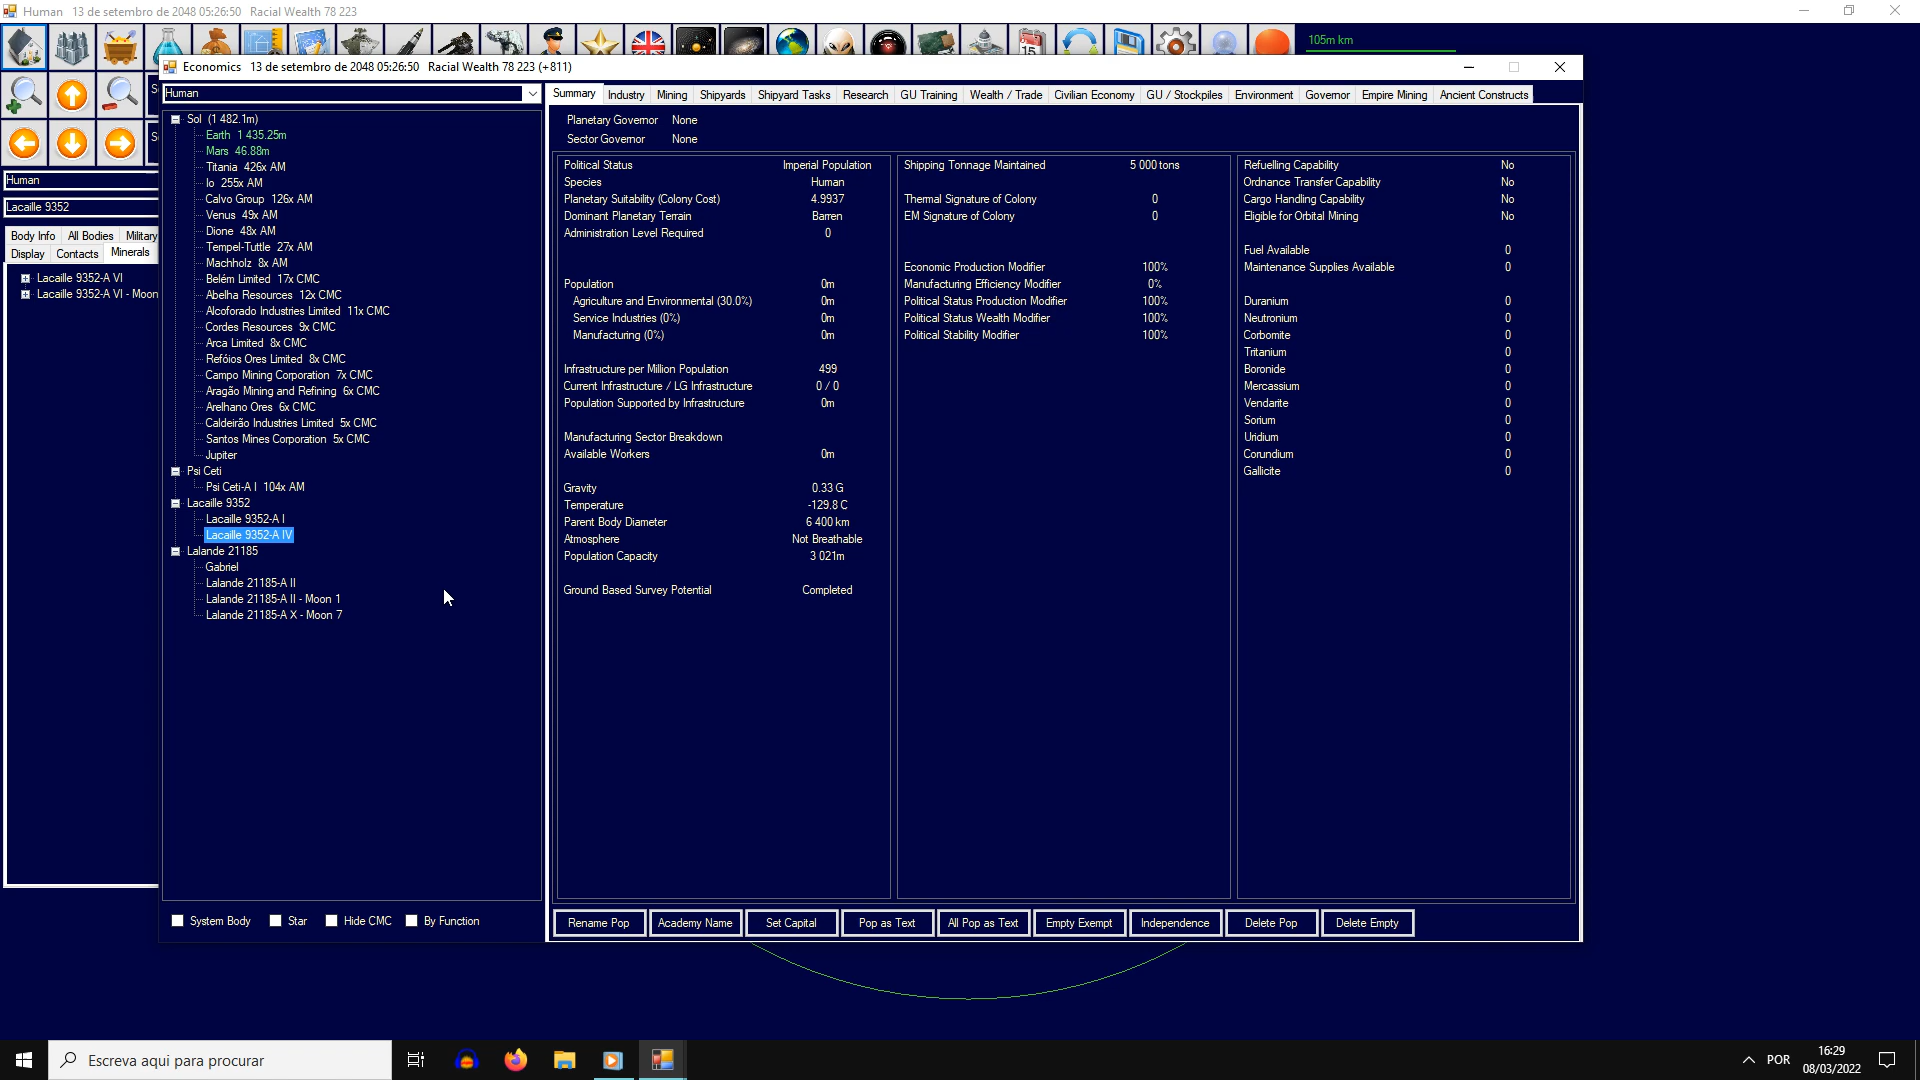 Human 13 de setembro de 2048 05:26:50 Racial Wealth 78 223
105m km
Economics 13 de setembro de 2048 05:26:50 Racial Wealth 78 223 (+811)
Human
Summary Industry Mining Shipyards Shipyard Tasks Research GU Training Wealth / Trade Civilian Economy GU / Stockpiles Environment Governor Empire Mining Ancient Constructs
Human
Lacaille 9352
Body Info All Bodies Military
Display Contacts Minerals
Lacaille 9352-A VI
Lacaille 9352-A VI - Moon
Sol (1 482.1m)
Earth 1 435.25m
Mars 46.88m
Titania 426x AM
Io 255x AM
Calvo Group 126x AM
Venus 49x AM
Dione 48x AM
Tempel-Tuttle 27x AM
Machholz 8x AM
Belém Limited 17x CMC
Abelha Resources 12x CMC
Alcoforado Industries Limited 11x CMC
Cordes Resources 9x CMC
Arca Limited 8x CMC
Refóios Ores Limited 8x CMC
Campo Mining Corporation 7x CMC
Aragão Mining and Refining 6x CMC
Arelhano Ores 6x CMC
Caldeirão Industries Limited 5x CMC
Santos Mines Corporation 5x CMC
Jupiter
Psi Ceti
Psi Ceti-A I 104x AM
Lacaille 9352
Lacaille 9352-A I
Lacaille 9352-A IV
Lalande 21185
Gabriel
Lalande 21185-A II
Lalande 21185-A II - Moon 1
Lalande 21185-A X - Moon 7
System Body Star Hide CMC By Function
Planetary Governor None
Sector Governor None
Political Status Imperial Population
Species Human
Planetary Suitability (Colony Cost) 4.9937
Dominant Planetary Terrain Barren
Administration Level Required 0
Population 0m
Agriculture and Environmental (30.0%) 0m
Service Industries (0%) 0m
Manufacturing (0%) 0m
Infrastructure per Million Population 499
Current Infrastructure / LG Infrastructure 0 / 0
Population Supported by Infrastructure 0m
Manufacturing Sector Breakdown
Available Workers 0m
Gravity 0.33 G
Temperature -129.8 C
Parent Body Diameter 6 400 km
Atmosphere Not Breathable
Population Capacity 3 021m
Ground Based Survey Potential Completed
Shipping Tonnage Maintained 5 000 tons
Thermal Signature of Colony 0
EM Signature of Colony 0
Economic Production Modifier 100%
Manufacturing Efficiency Modifier 0%
Political Status Production Modifier 100%
Political Status Wealth Modifier 100%
Political Stability Modifier 100%
Refuelling Capability No
Ordnance Transfer Capability No
Cargo Handling Capability No
Eligible for Orbital Mining No
Fuel Available 0
Maintenance Supplies Available 0
Duranium 0
Neutronium 0
Corbomite 0
Tritanium 0
Boronide 0
Mercassium 0
Vendarite 0
Sorium 0
Uridium 0
Corundium 0
Gallicite 0
Rename Pop Academy Name Set Capital Pop as Text All Pop as Text Empty Exempt Independence Delete Pop Delete Empty
Escreva aqui para procurar
POR
16:29
08/03/2022